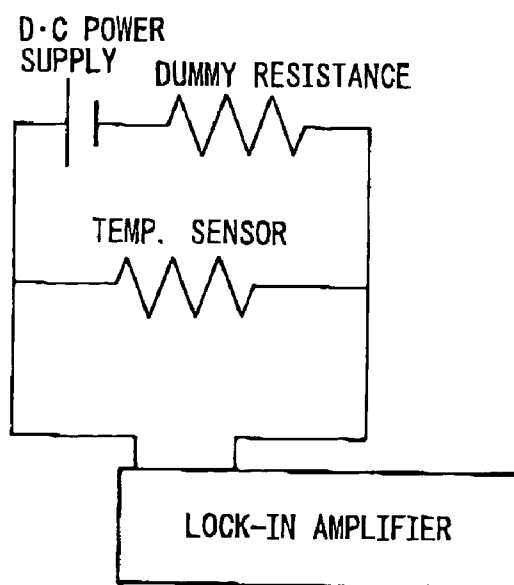 D·C POWER
SUPPLY
DUMMY RESISTANCE
TEMP. SENSOR
LOCK-IN AMPLIFIER